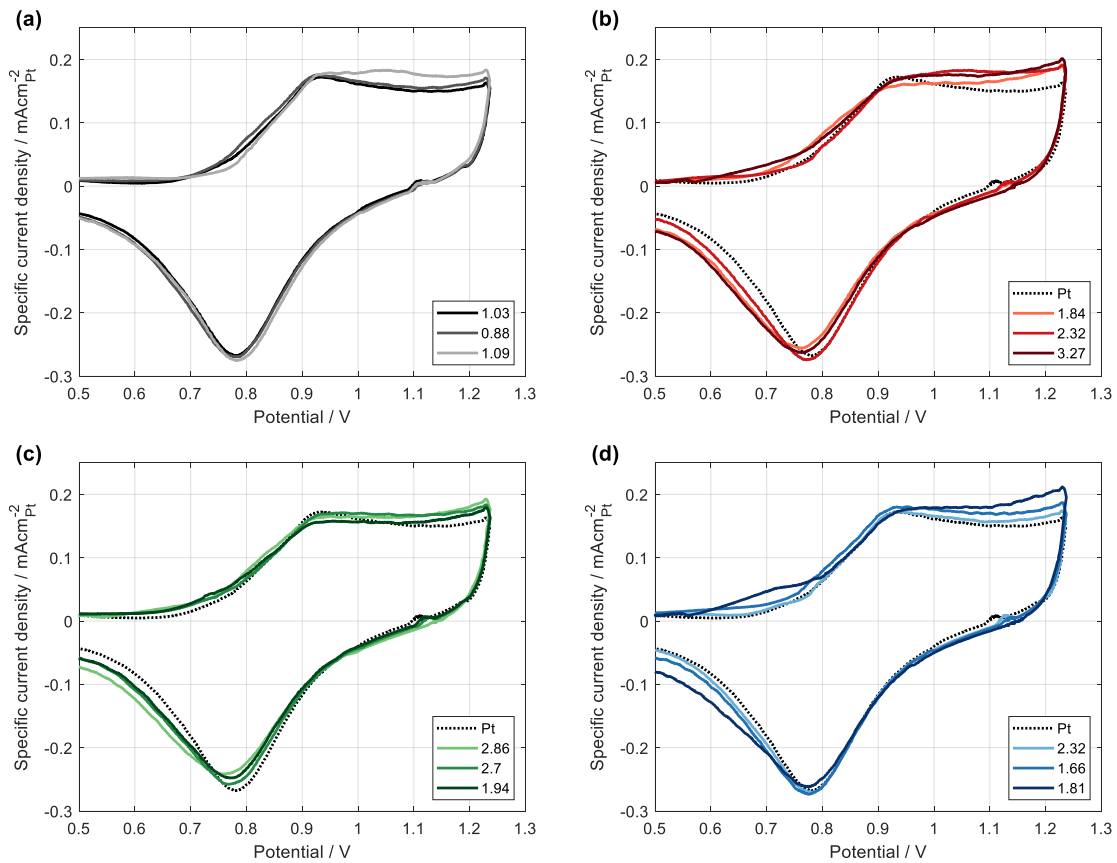 (a)
Specific current density / mAcm-2Pt
0.2
0.1
0
-0.1
-0.2
-0.3
0.5 0.6 0.7 0.8 0.9 1 1.1 1.2 1.3
Potential / V
1.03
0.88
1.09
(b)
Specific current density / mAcm-2Pt
0.2
0.1
0
-0.1
-0.2
-0.3
0.5 0.6 0.7 0.8 0.9 1 1.1 1.2 1.3
Potential / V
Pt
1.84
2.32
3.27
(c)
Specific current density / mAcm-2Pt
0.2
0.1
0
-0.1
-0.2
-0.3
0.5 0.6 0.7 0.8 0.9 1 1.1 1.2 1.3
Potential / V
Pt
2.86
2.7
1.94
(d)
Specific current density / mAcm-2Pt
0.2
0.1
0
-0.1
-0.2
-0.3
0.5 0.6 0.7 0.8 0.9 1 1.1 1.2 1.3
Potential / V
Pt
2.32
1.66
1.81